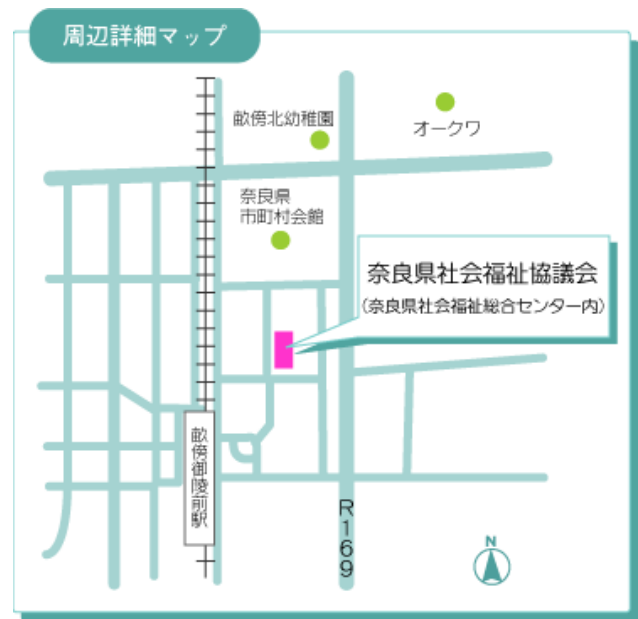 周辺詳細マップ
畝傍北幼稚園
オークワ
奈良県
市町村会館
奈良県社会福祉協議会
(奈良県社会福祉総合センター内)
畝傍御陵前駅
R169
N